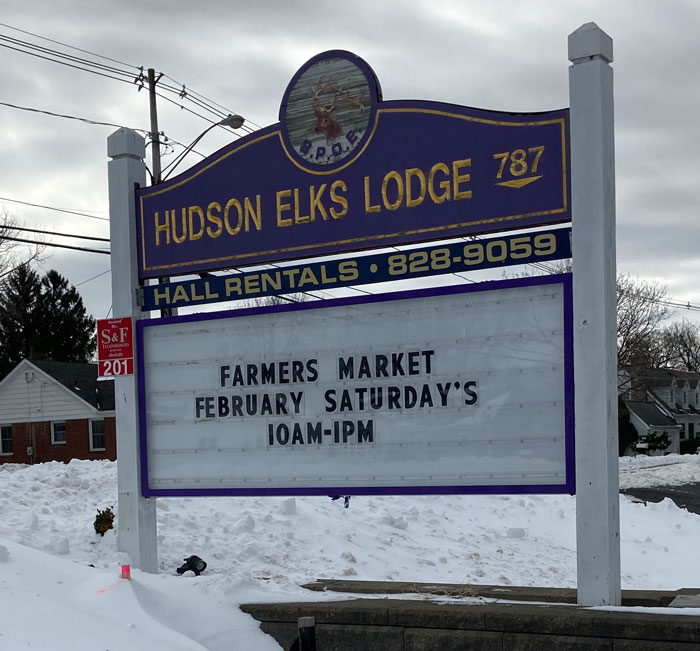 B.P.O.E.
HUDSON ELKS LODGE 787
HALL RENTALS • 828-9059
S&F
201
FARMERS MARKET
FEBRUARY SATURDAY'S
10AM-1PM